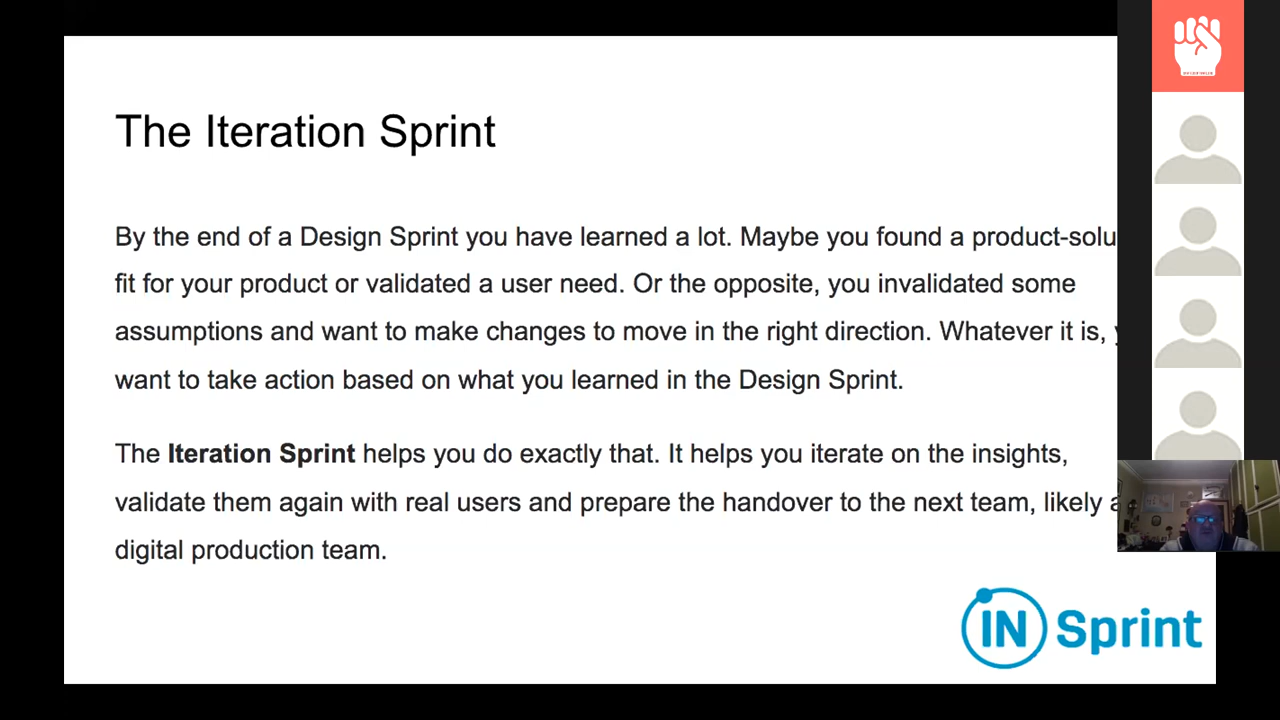 The Iteration Sprint
By the end of a Design Sprint you have learned a lot. Maybe you found a product-solu
fit for your product or validated a user need. Or the opposite, you invalidated some
assumptions and want to make changes to move in the right direction. Whatever it is,
want to take action based on what you learned in the Design Sprint.
The Iteration Sprint helps you do exactly that. It helps you iterate on the insights,
validate them again with real users and prepare the handover to the next team, likely a
digital production team.
IN Sprint